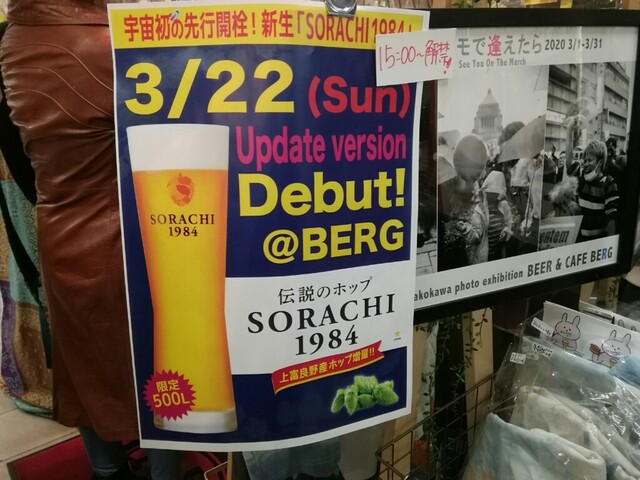 宇宙初の先行開栓！新生「SORACHI 1984」
15:00〜解禁!
3/22 (Sun)
Update version
Debut!
@BERG
SORACHI
1984
伝説のホップ
SORACHI
1984
上富良野産ホップ増量!!
限定
500L
モで逢えたら 2020 3/1-3/31
See You On The March
akokawa photo exhibition BEER & CAFE BERG